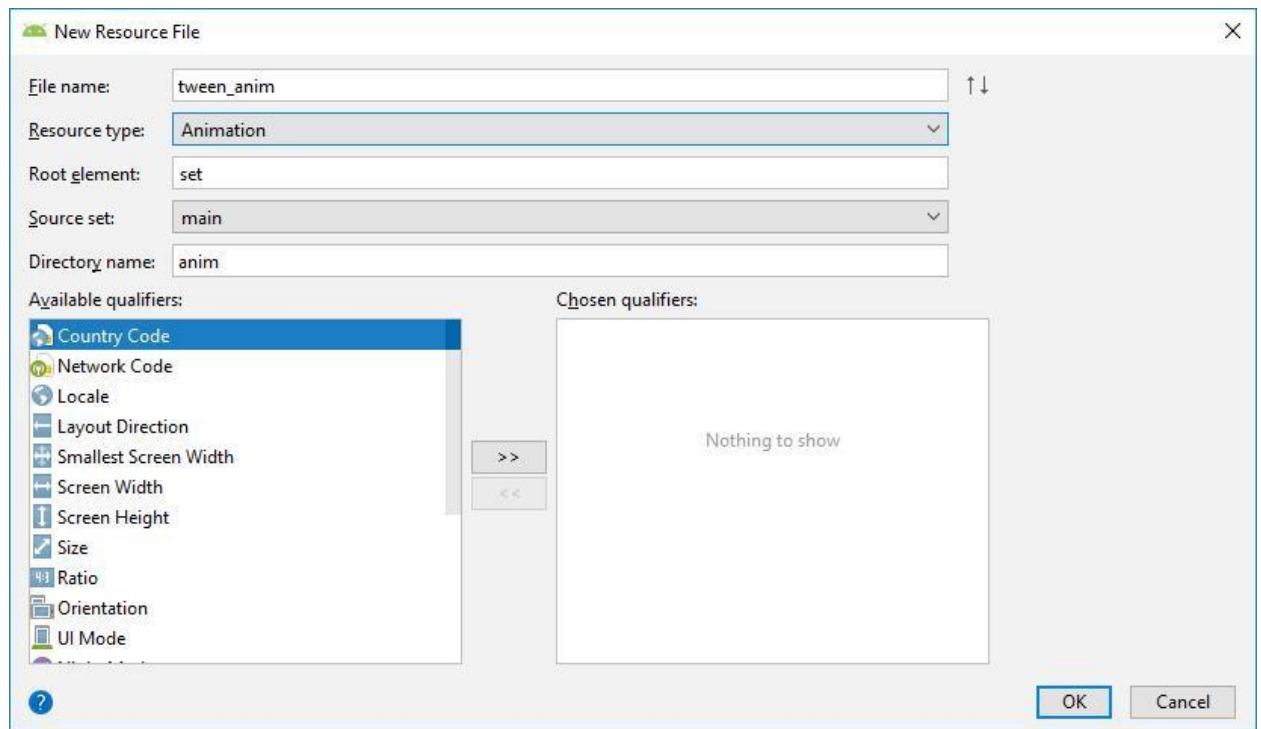 New Resource File
File name: tween_anim
Resource type: Animation
Root element: set
Source set: main
Directory name: anim
Available qualifiers: Chosen qualifiers:
Country Code
Network Code
Locale
Layout Direction
Nothing to show
Smallest Screen Width
>>
Screen Width
<<
Screen Height
Size
4:3 Ratio
Orientation
UI Mode
? OK Cancel